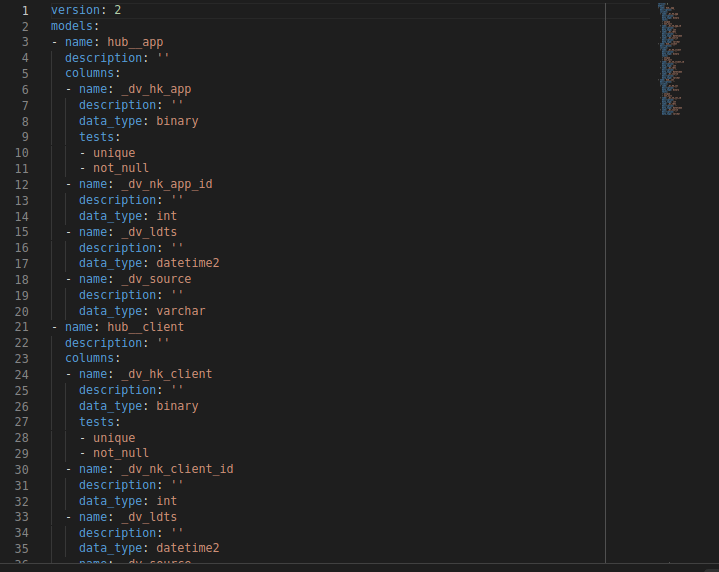 1 version: 2
2 models:
3 - name: hub__app
4 description: ''
5 columns:
6 - name: _dv_hk_app
7 description: ''
8 data_type: binary
9 tests:
10 - unique
11 - not_null
12 - name: _dv_nk_app_id
13 description: ''
14 data_type: int
15 - name: _dv_ldts
16 description: ''
17 data_type: datetime2
18 - name: _dv_source
19 description: ''
20 data_type: varchar
21 - name: hub__client
22 description: ''
23 columns:
24 - name: _dv_hk_client
25 description: ''
26 data_type: binary
27 tests:
28 - unique
29 - not_null
30 - name: _dv_nk_client_id
31 description: ''
32 data_type: int
33 - name: _dv_ldts
34 description: ''
35 data_type: datetime2
36 - name: _dv_source